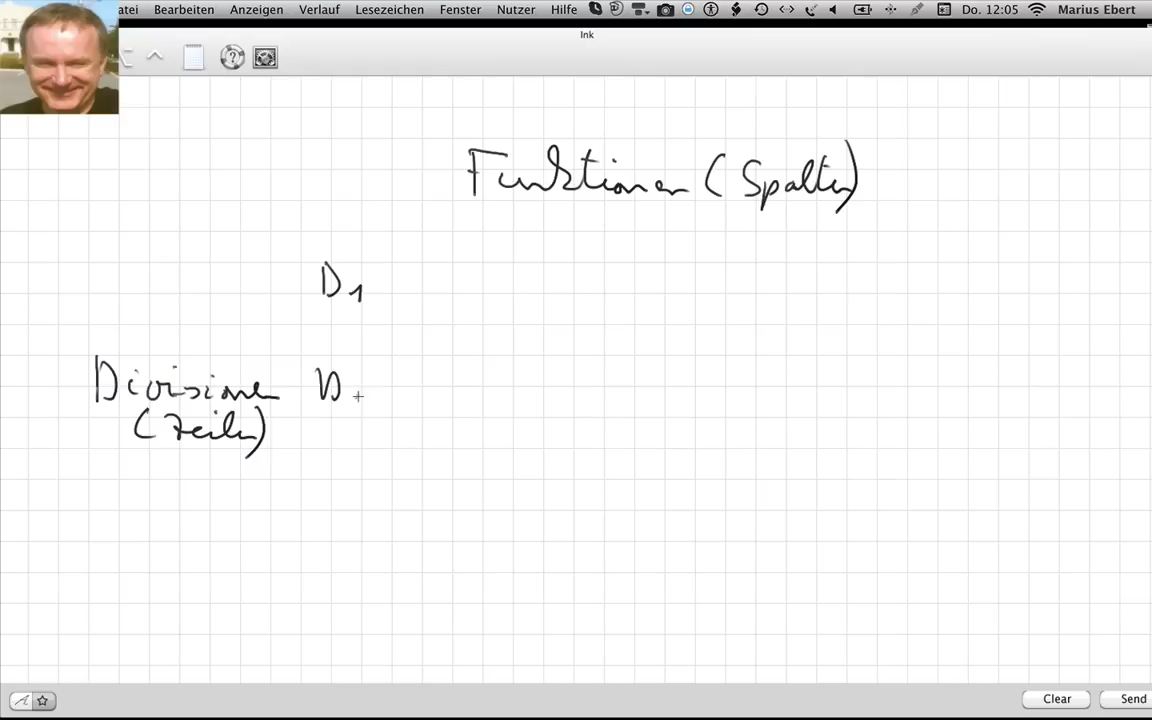 atei Bearbeiten Anzeigen Verlauf Lesezeichen Fenster Nutzer Hilfe Do. 12:05 Marius Ebert
Ink
Funktionen (Spalten)
D1
Divisionen D
(Zeilen)
Clear Send